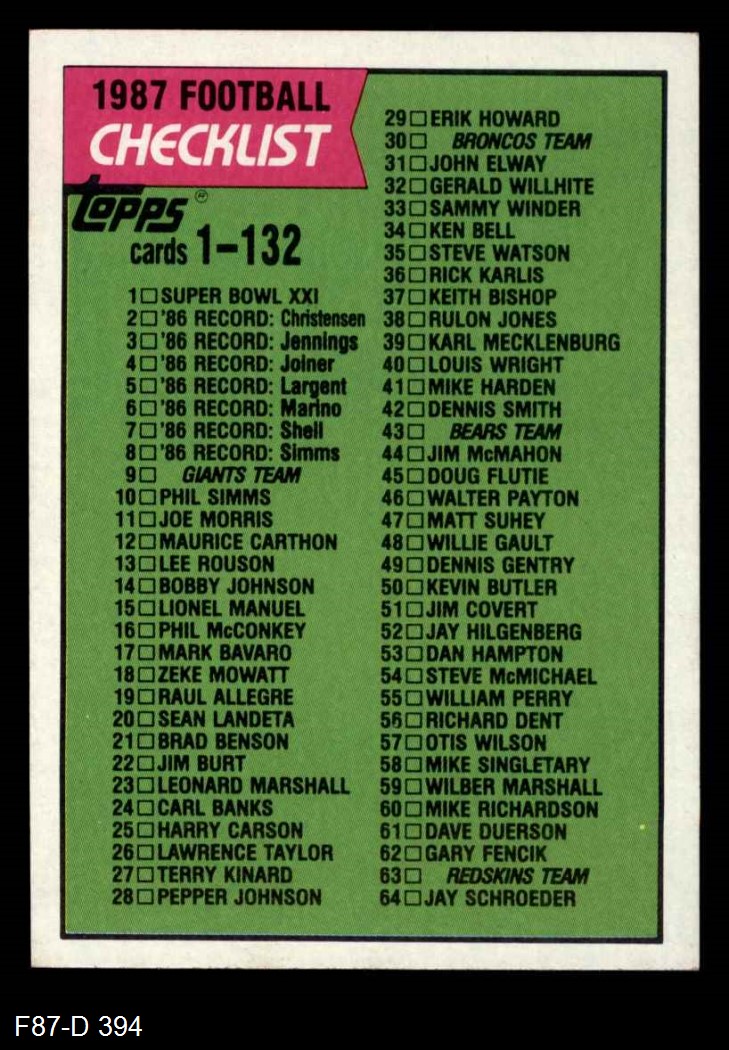 1987 FOOTBALL
CHECKLIST
Topps
cards 1-132
1 SUPER BOWL XXI
2 '86 RECORD: Christensen
3 '86 RECORD: Jennings
4 '86 RECORD: Joiner
5 '86 RECORD: Largent
6 '86 RECORD: Marino
7 '86 RECORD: Shell
8 '86 RECORD: Simms
9 GIANTS TEAM
10 PHIL SIMMS
11 JOE MORRIS
12 MAURICE CARTHON
13 LEE ROUSON
14 BOBBY JOHNSON
15 LIONEL MANUEL
16 PHIL McCONKEY
17 MARK BAVARO
18 ZEKE MOWATT
19 RAUL ALLEGRE
20 SEAN LANDETA
21 BRAD BENSON
22 JIM BURT
23 LEONARD MARSHALL
24 CARL BANKS
25 HARRY CARSON
26 LAWRENCE TAYLOR
27 TERRY KINARD
28 PEPPER JOHNSON
29 ERIK HOWARD
30 BRONCOS TEAM
31 JOHN ELWAY
32 GERALD WILLHITE
33 SAMMY WINDER
34 KEN BELL
35 STEVE WATSON
36 RICK KARLIS
37 KEITH BISHOP
38 RULON JONES
39 KARL MECKLENBURG
40 LOUIS WRIGHT
41 MIKE HARDEN
42 DENNIS SMITH
43 BEARS TEAM
44 JIM McMAHON
45 DOUG FLUTIE
46 WALTER PAYTON
47 MATT SUHEY
48 WILLIE GAULT
49 DENNIS GENTRY
50 KEVIN BUTLER
51 JIM COVERT
52 JAY HILGENBERG
53 DAN HAMPTON
54 STEVE McMICHAEL
55 WILLIAM PERRY
56 RICHARD DENT
57 OTIS WILSON
58 MIKE SINGLETARY
59 WILBER MARSHALL
60 MIKE RICHARDSON
61 DAVE DUERSON
62 GARY FENCIK
63 REDSKINS TEAM
64 JAY SCHROEDER
F87-D 394